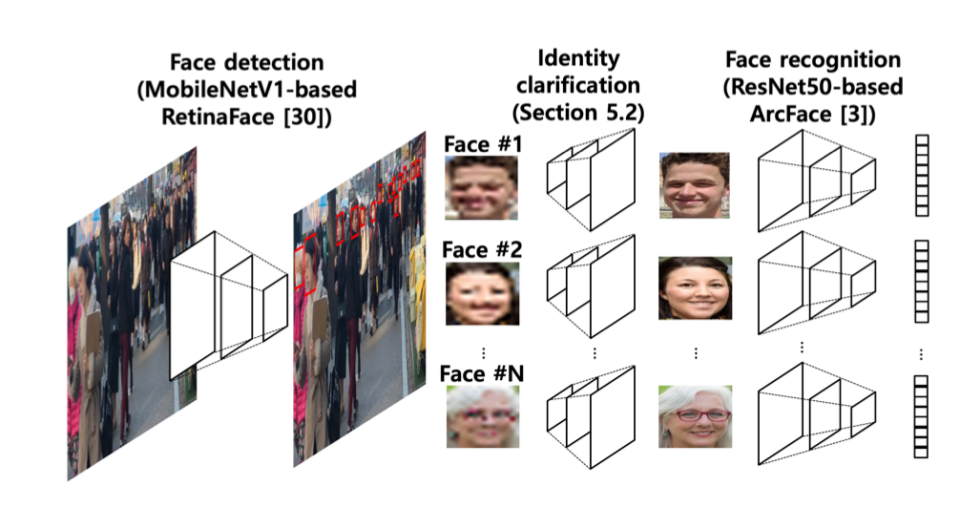 Face detection
(MobileNetV1-based
RetinaFace [30])
Identity
clarification
(Section 5.2)
Face recognition
(ResNet50-based
ArcFace [3])
Face #1
Face #2
...
...
...
...
...
Face #N